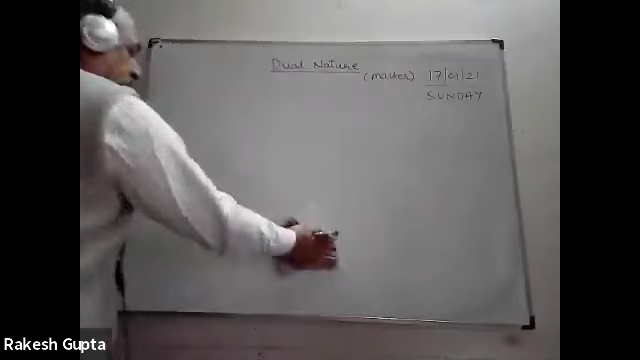 Dual Nature
(matter) 17/01/21
SUNDAY
Rakesh Gupta